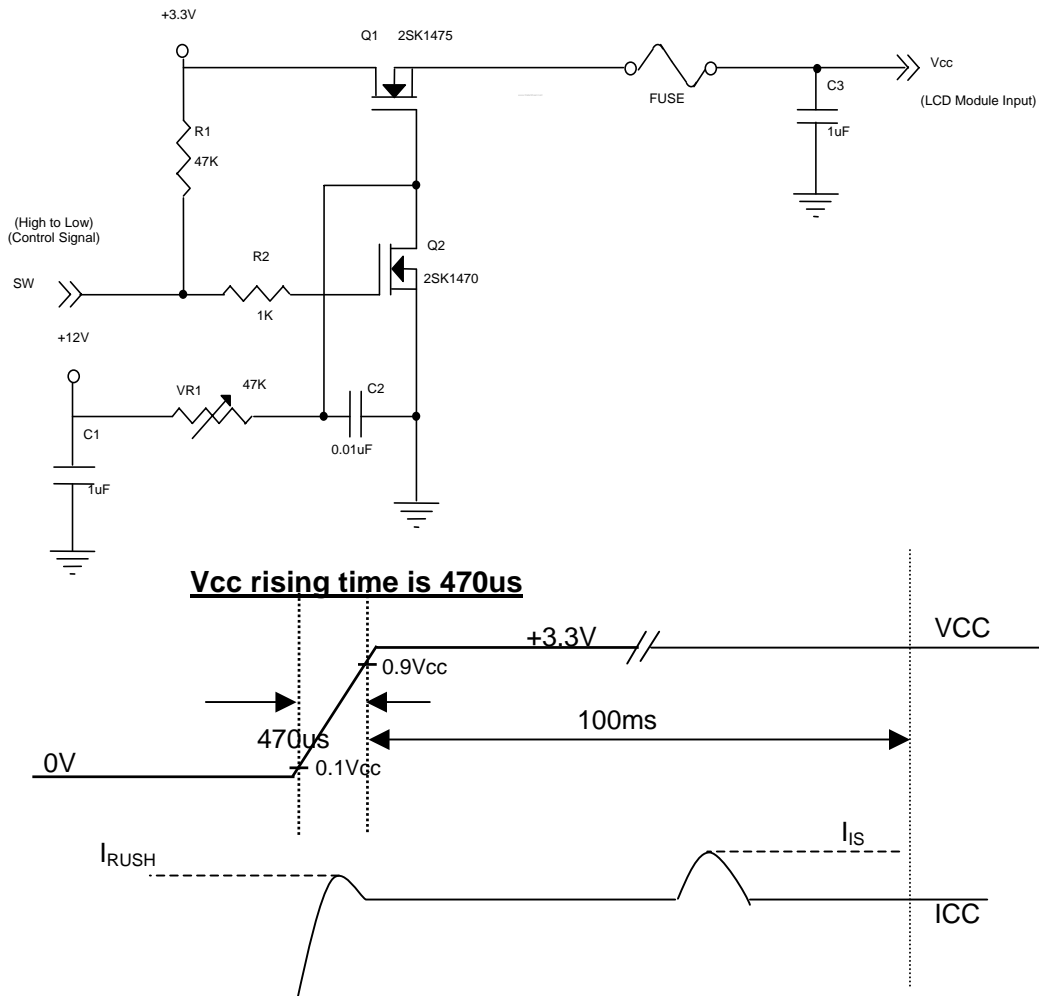 +3.3V
Q1 2SK1475
Vcc
FUSE
C3
(LCD Module Input)
1uF
R1
47K
(High to Low)
(Control Signal)
Q2
R2
2SK1470
SW
1K
+12V
VR1
47K
C2
C1
0.01uF
1uF
Vcc rising time is 470us
+3.3V
VCC
0.9Vcc
470us
100ms
0V
0.1Vcc
IRUSH
IIS
ICC